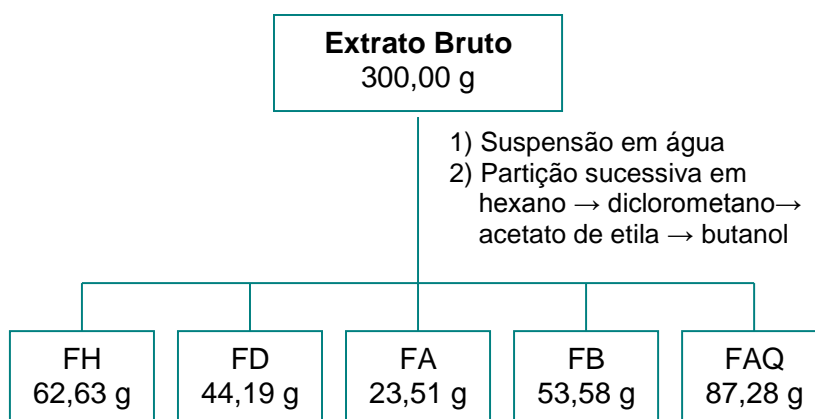 Extrato Bruto
300,00 g
1) Suspensão em água
2) Partição sucessiva em
hexano → diclorometano→
acetato de etila → butanol
FH
62,63 g
FD
44,19 g
FA
23,51 g
FB
53,58 g
FAQ
87,28 g